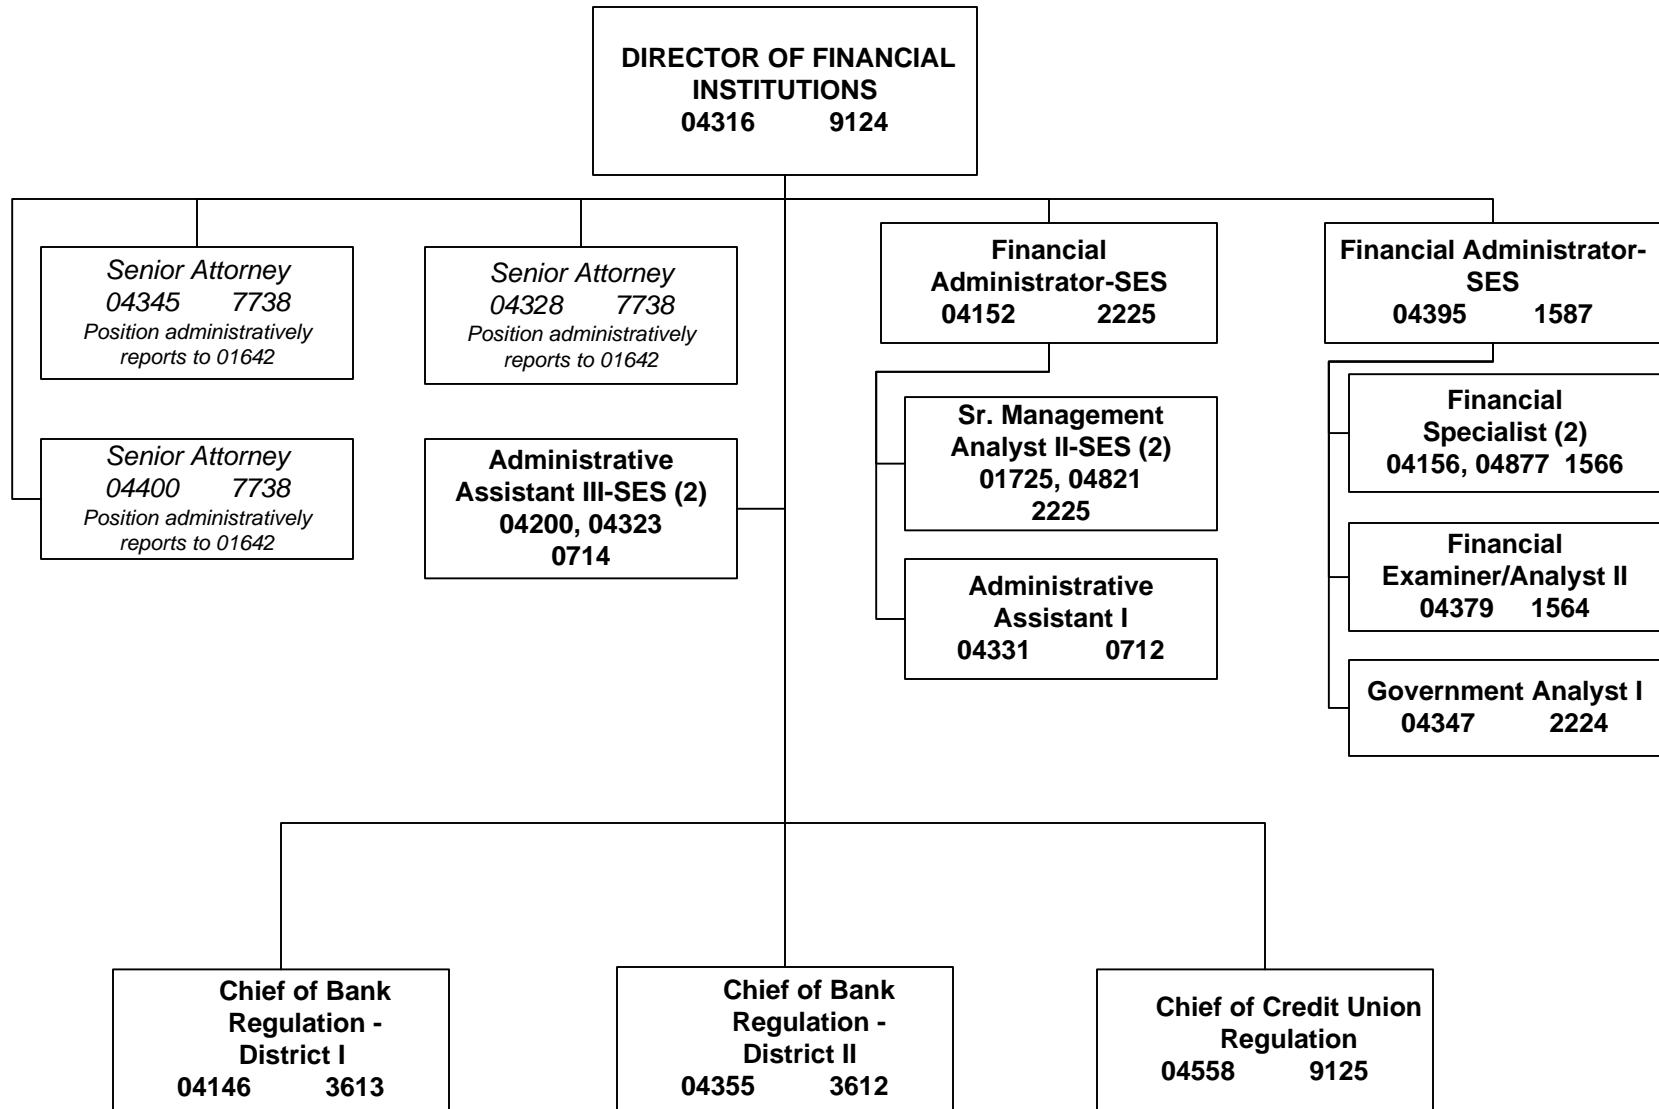 DIRECTOR OF FINANCIAL
INSTITUTIONS
04316 9124
Senior Attorney
04345 7738
Position administratively
reports to 01642
Senior Attorney
04328 7738
Position administratively
reports to 01642
Financial
Administrator-SES
04152 2225
Financial Administrator-
SES
04395 1587
Senior Attorney
04400 7738
Position administratively
reports to 01642
Administrative
Assistant III-SES (2)
04200, 04323
0714
Sr. Management
Analyst II-SES (2)
01725, 04821
2225
Administrative
Assistant I
04331 0712
Financial
Specialist (2)
04156, 04877 1566
Financial
Examiner/Analyst II
04379 1564
Government Analyst I
04347 2224
Chief of Bank
Regulation -
District I
04146 3613
Chief of Bank
Regulation -
District II
04355 3612
Chief of Credit Union
Regulation
04558 9125